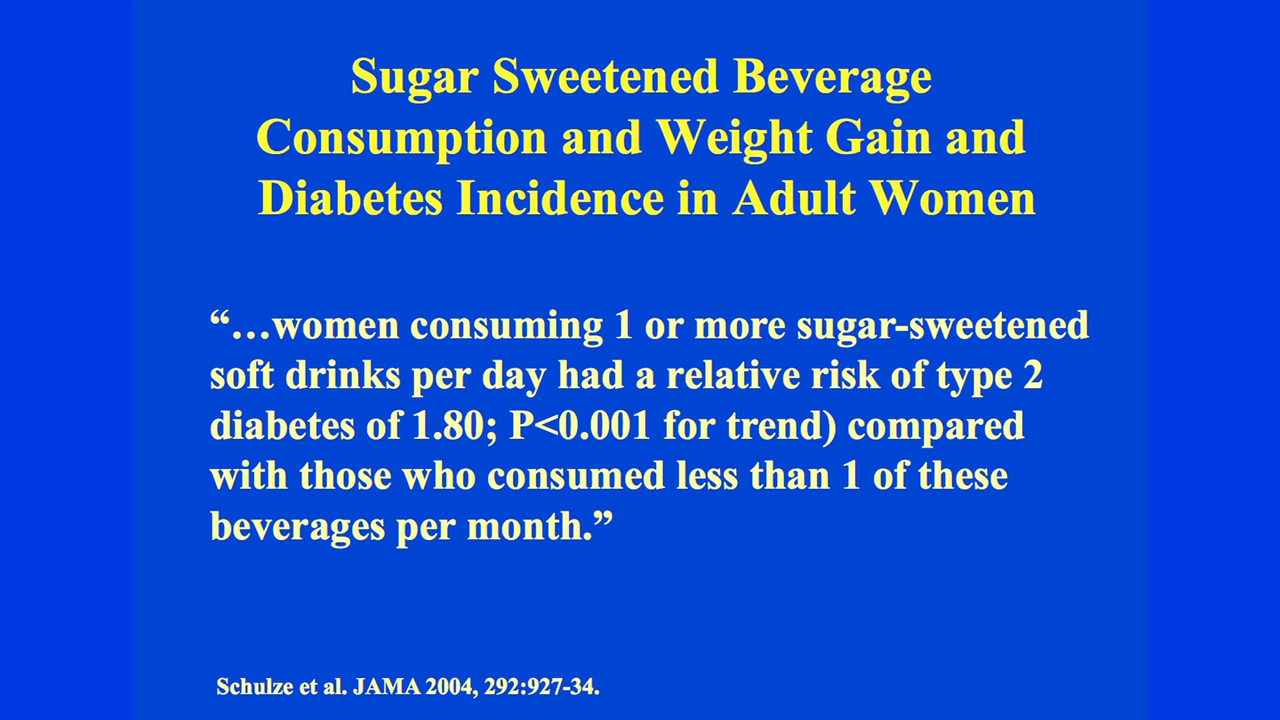 Sugar Sweetened Beverage
Consumption and Weight Gain and
Diabetes Incidence in Adult Women
“…women consuming 1 or more sugar-sweetened
soft drinks per day had a relative risk of type 2
diabetes of 1.80; P<0.001 for trend) compared
with those who consumed less than 1 of these
beverages per month.”
Schulze et al. JAMA 2004, 292:927-34.